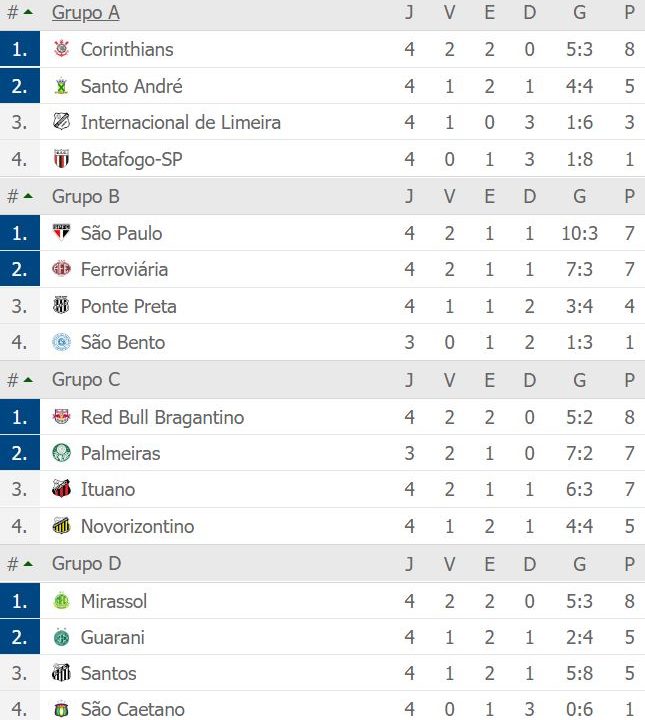 # Grupo A J V E D G P
1. Corinthians 4 2 2 0 5:3 8
2. Santo André 4 1 2 1 4:4 5
3. Internacional de Limeira 4 1 0 3 1:6 3
4. Botafogo-SP 4 0 1 3 1:8 1
# Grupo B J V E D G P
1. São Paulo 4 2 1 1 10:3 7
2. Ferroviária 4 2 1 1 7:3 7
3. Ponte Preta 4 1 1 2 3:4 4
4. São Bento 3 0 1 2 1:3 1
# Grupo C J V E D G P
1. Red Bull Bragantino 4 2 2 0 5:2 8
2. Palmeiras 3 2 1 0 7:2 7
3. Ituano 4 2 1 1 6:3 7
4. Novorizontino 4 1 2 1 4:4 5
# Grupo D J V E D G P
1. Mirassol 4 2 2 0 5:3 8
2. Guarani 4 1 2 1 2:4 5
3. Santos 4 1 2 1 5:8 5
4. São Caetano 4 0 1 3 0:6 1